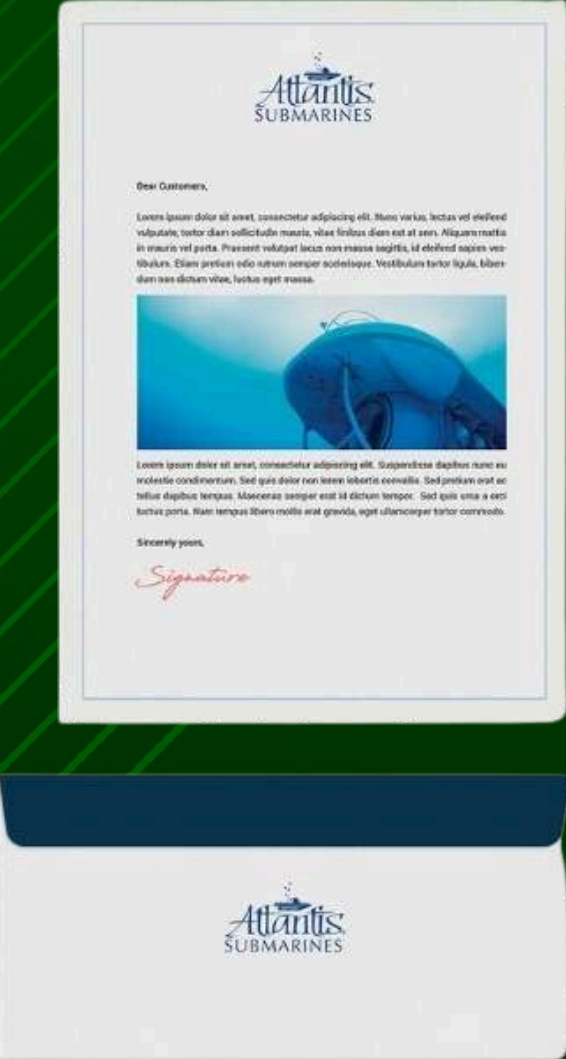 Atlantis
SUBMARINES
Dear Customers,
Lorem ipsum dolor sit amet, consectetur adipiscing elit. Nunc varius, lectus vel eleifend
vulputate, tortor diam sollicitudin mauris, vitae finibus diam est at sem. Aliquam mattis
in mauris vel porta. Praesent volutpat lacus non massa sagittis, id eleifend sapien ves-
tibulum. Etiam pretium odio rutrum semper scelerisque. Vestibulum tortor ligula, biben-
dum non dictum vitae, luctus eget massa.
Lorem ipsum dolor sit amet, consectetur adipiscing elit. Suspendisse dapibus nunc eu
molestie condimentum. Sed quis dolor non lorem lobortis convallis. Sed pretium erat ac
tellus dapibus tempus. Maecenas semper erat id dictum tempor. Sed quis urna a orci
luctus porta. Nam tempus libero mollis erat gravida, eget ullamcorper tortor commodo.
Sincerely yours,
Signature
Atlantis
SUBMARINES